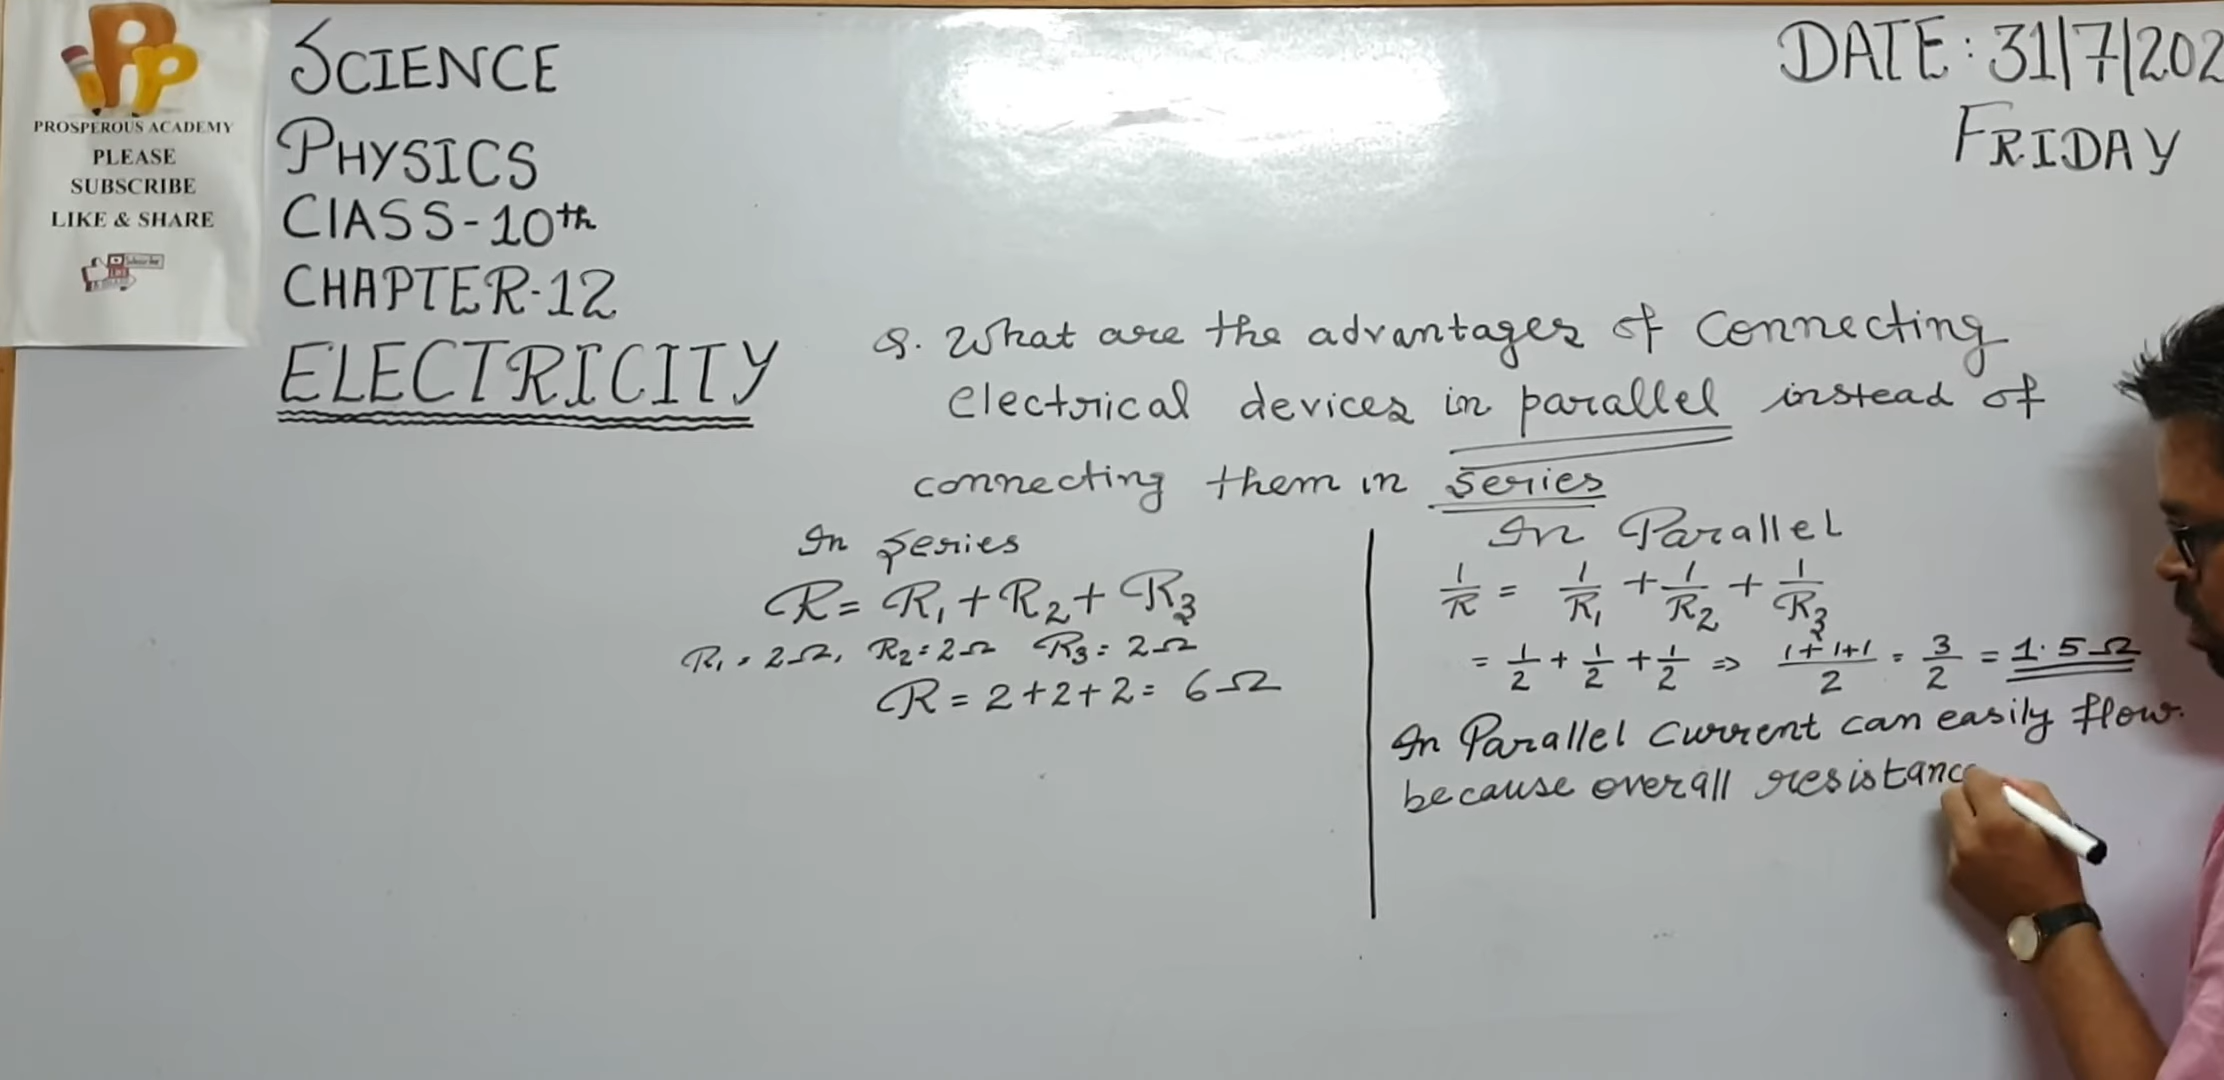 PROSPEROUS ACADEMY
PLEASE
SUBSCRIBE
LIKE & SHARE
Subscribe
SCIENCE
PHYSICS
ClASS-10th
CHAPTER-12
ELECTRICITY
DATE: 31/7/202
FRIDAY
Q. What are the advantages of Connecting
electrical devices in parallel instead of
connecting them in series
In series
R = R₁ + R₂ + R₃
R₁ = 2Ω, R₂ = 2Ω R₃ = 2Ω
R = 2+2+2 = 6Ω
In Parallel
1/R = 1/R₁ + 1/R₂ + 1/R₃
= 1/2 + 1/2 + 1/2 ⇒ 1+1+1/2 = 3/2 = 1.5Ω
In Parallel Current can easily flow.
because overall resistanc